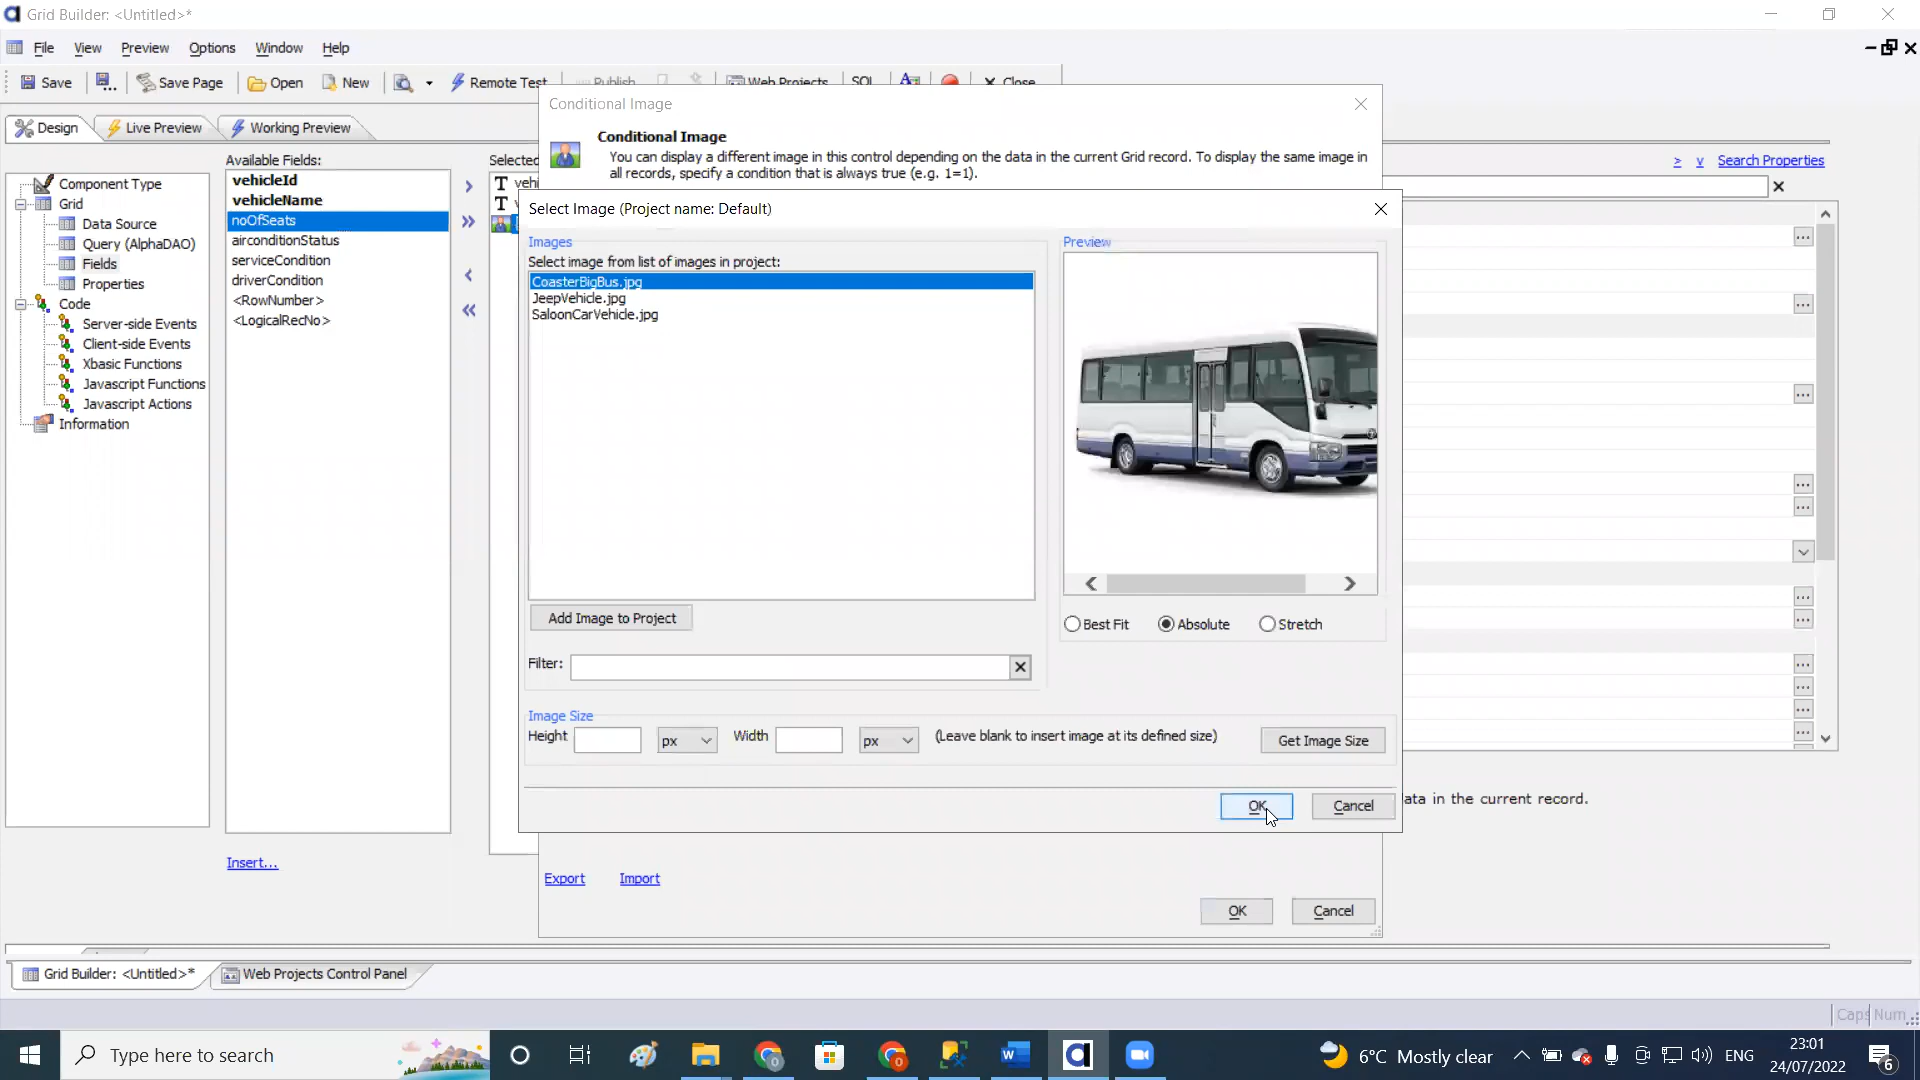 Grid Builder: <Untitled>*
File View Preview Options Window Help
Save Save Page Open New Remote Test Publish Web Projects SQL Close
Design Live Preview Working Preview
Component Type
Grid
Data Source
Query (AlphaDAO)
Fields
Properties
Code
Server-side Events
Client-side Events
Xbasic Functions
Javascript Functions
Javascript Actions
Information
Available Fields:
vehicleId
vehicleName
noOfSeats
airconditionStatus
serviceCondition
driverCondition
<RowNumber>
<LogicalRecNo>
Insert...
Selected
Search Properties
Conditional Image
Conditional Image
You can display a different image in this control depending on the data in the current Grid record. To display the same image in
all records, specify a condition that is always true (e.g. 1=1).
Select Image (Project name: Default)
Images
Select image from list of images in project:
CoasterBigBus.jpg
JeepVehicle.jpg
SaloonCarVehicle.jpg
Add Image to Project
Filter:
Preview
Best Fit Absolute Stretch
Image Size
Height px Width px (Leave blank to insert image at its defined size) Get Image Size
OK Cancel
data in the current record.
Export Import
OK Cancel
Grid Builder: <Untitled>* Web Projects Control Panel
Caps Num
Type here to search
6°C Mostly clear
ENG
23:01
24/07/2022
6